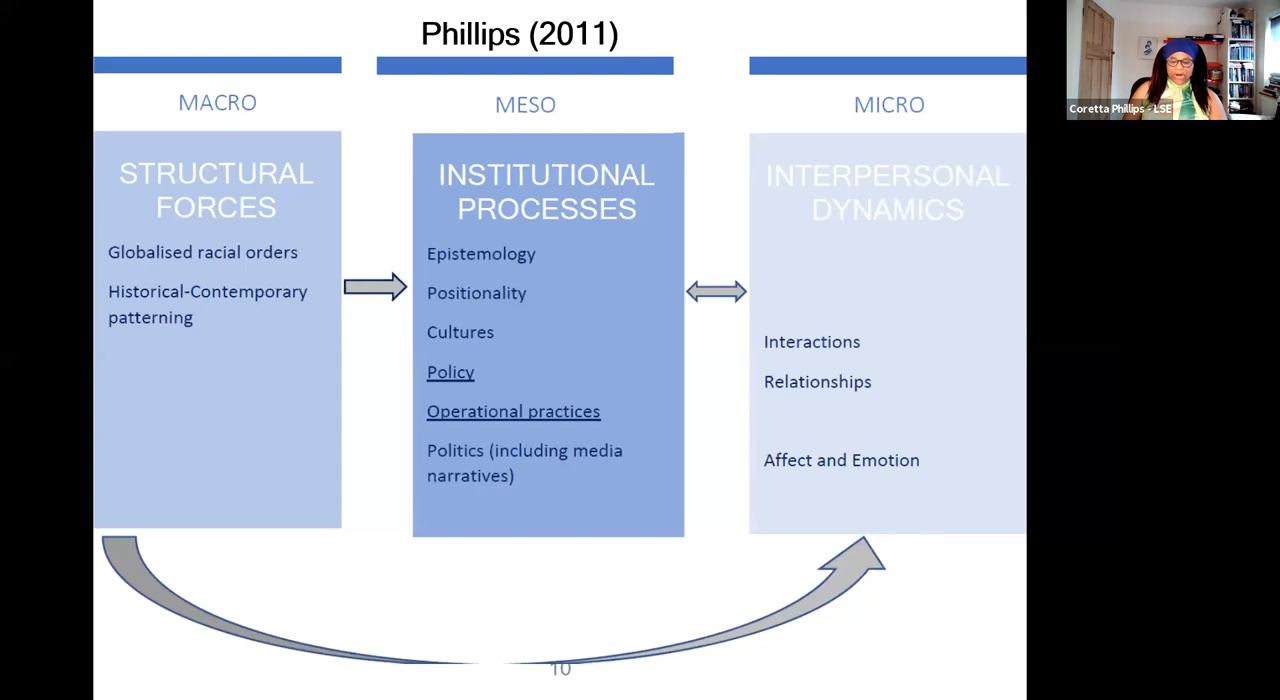 Phillips (2011)
MACRO
STRUCTURAL
FORCES
Globalised racial orders
Historical-Contemporary
patterning
MESO
INSTITUTIONAL
PROCESSES
Epistemology
Positionality
Cultures
Policy
Operational practices
Politics (including media
narratives)
MICRO
INTERPERSONAL
DYNAMICS
Interactions
Relationships
Affect and Emotion
10
Coretta Phillips - LSE